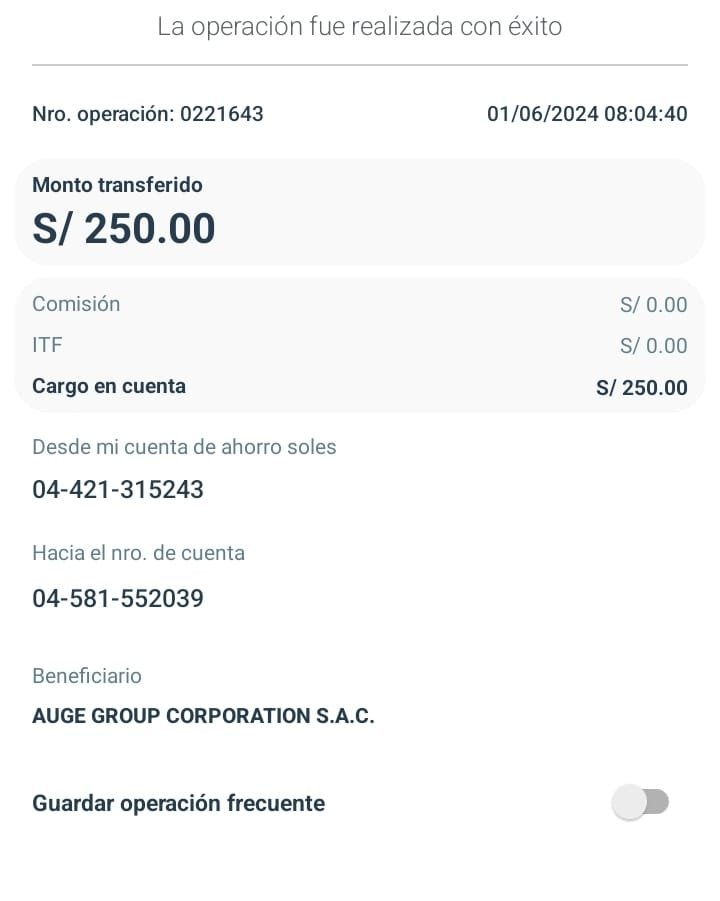 La operación fue realizada con éxito
Nro. operación: 0221643 01/06/2024 08:04:40
Monto transferido
S/ 250.00
Comisión S/ 0.00
ITF S/ 0.00
Cargo en cuenta S/ 250.00
Desde mi cuenta de ahorro soles
04-421-315243
Hacia el nro. de cuenta
04-581-552039
Beneficiario
AUGE GROUP CORPORATION S.A.C.
Guardar operación frecuente